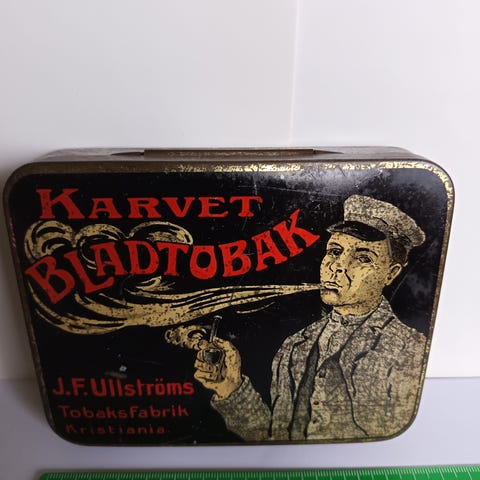 KARVET
BLADTOBAK
J.F. Ullströms
Tobaksfabrik
Kristiania